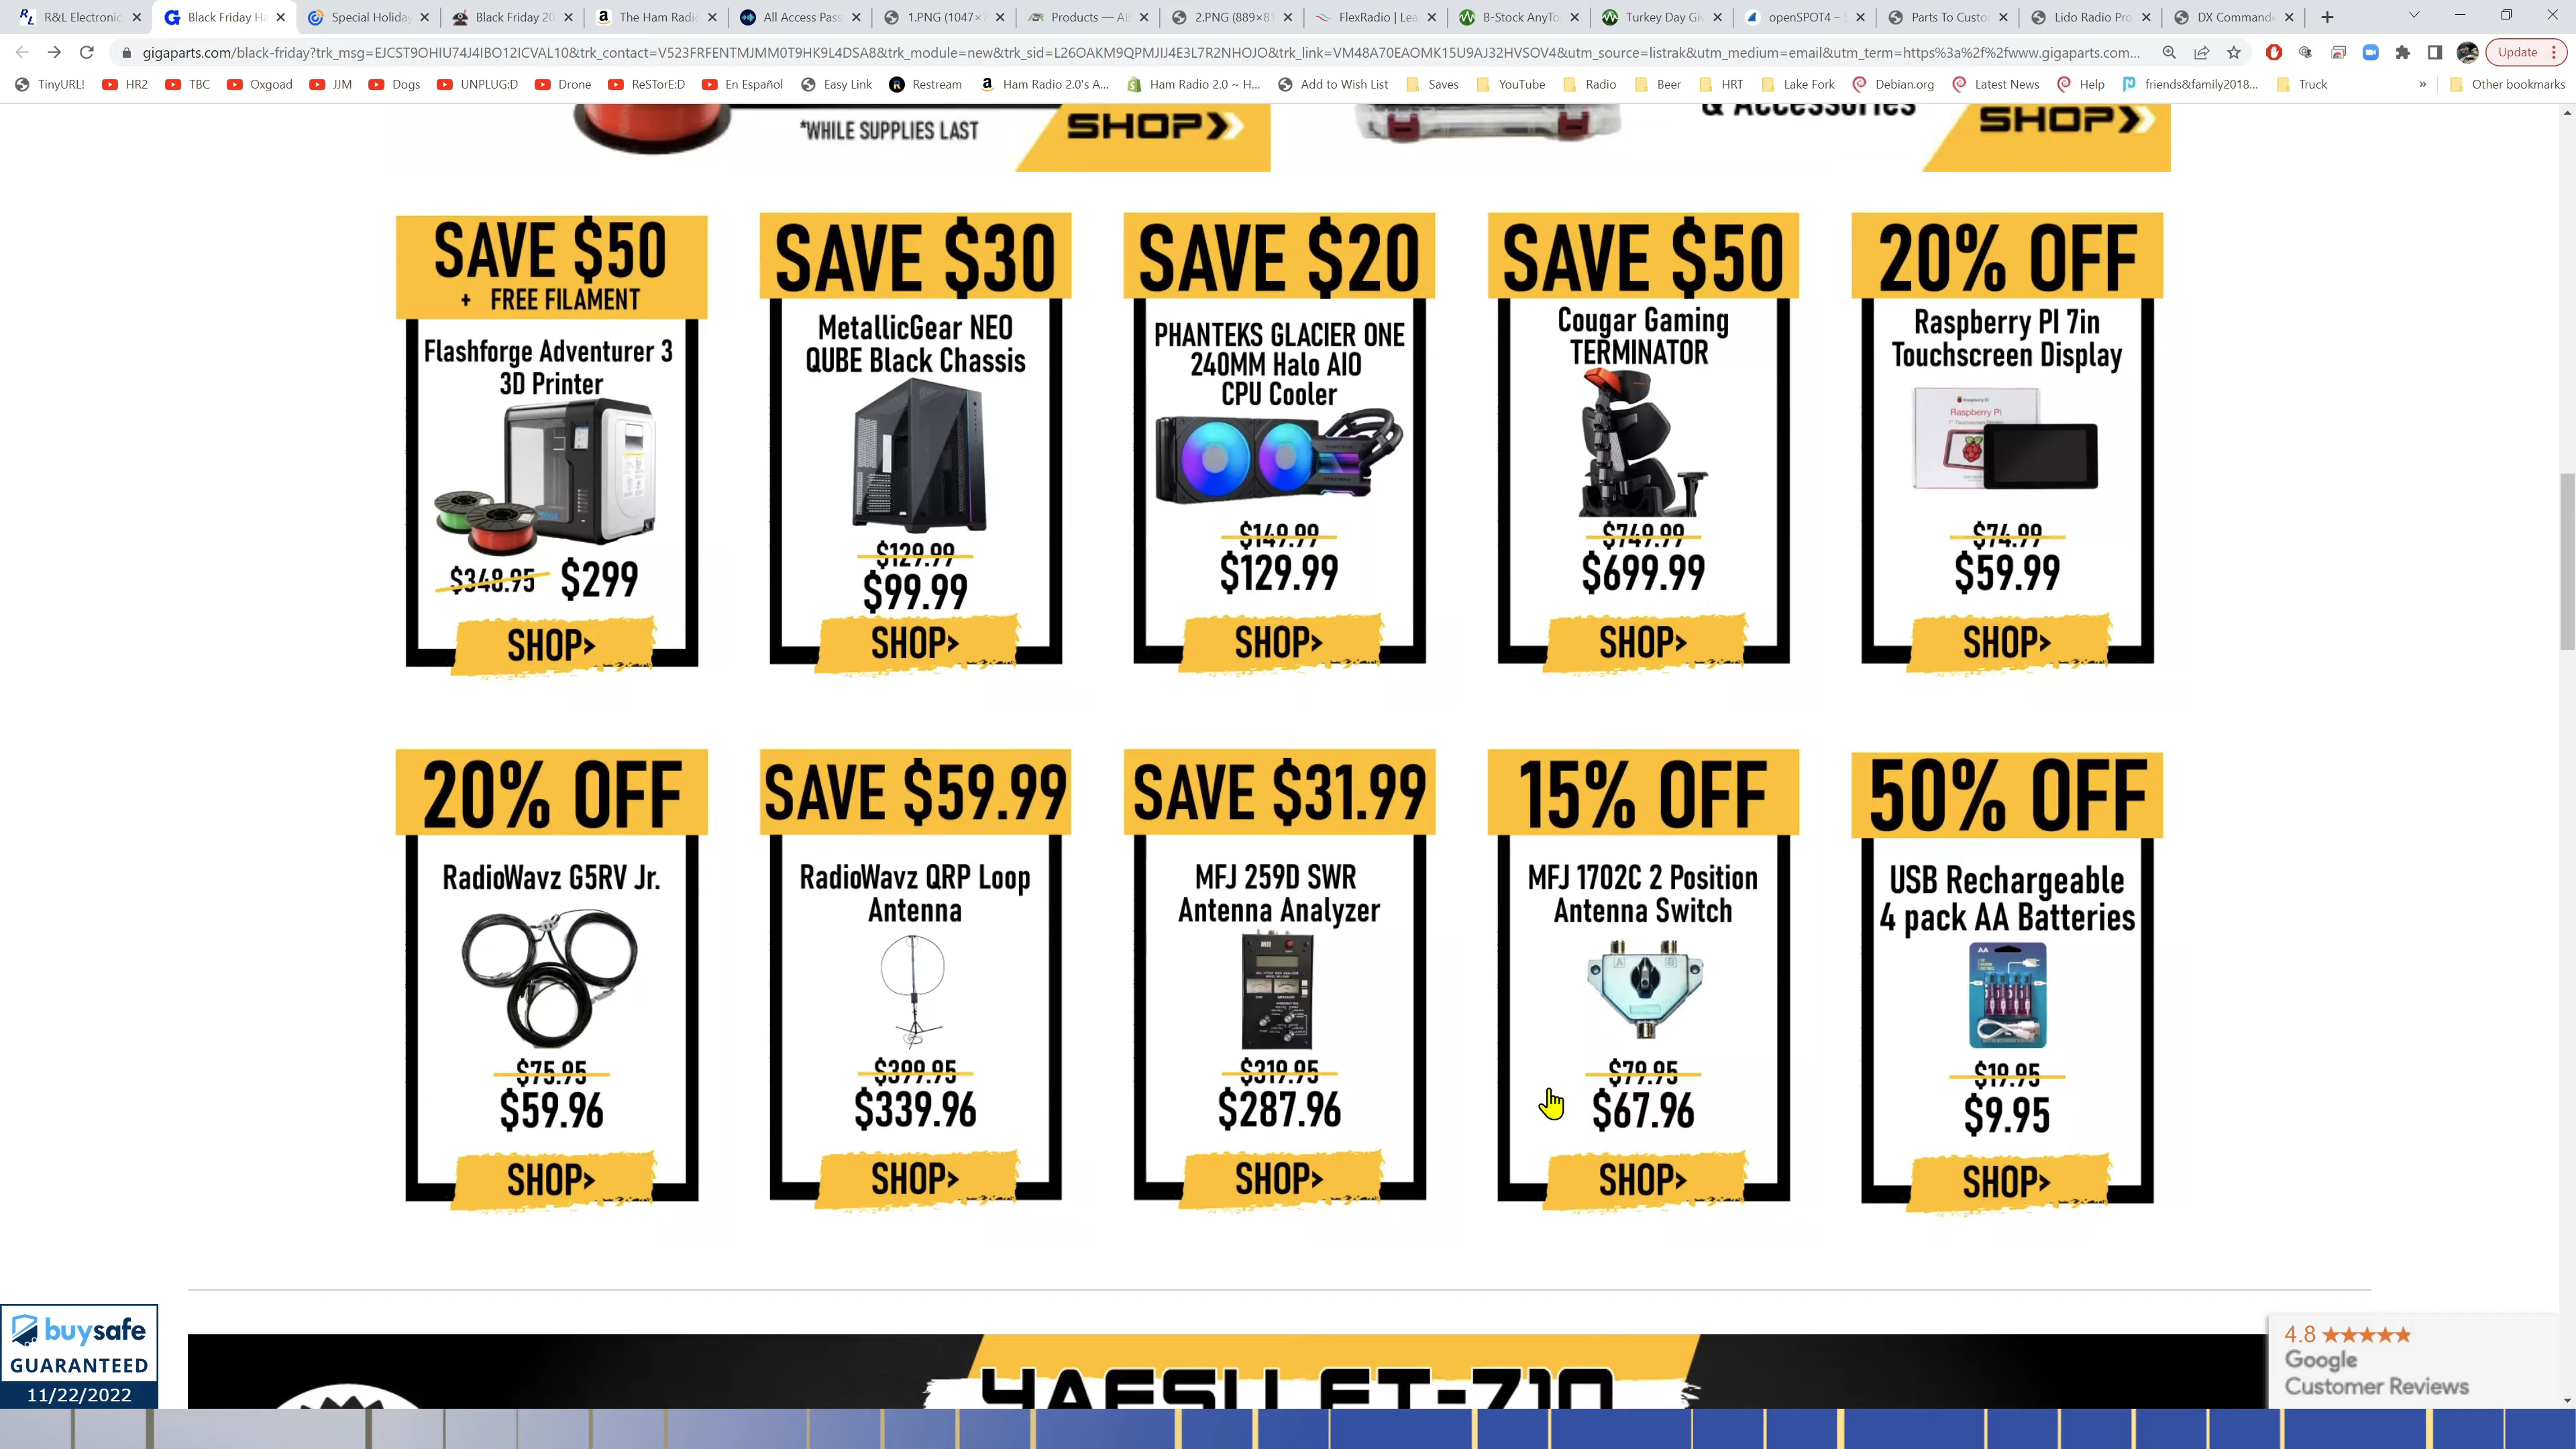 R&L Electronic
Black Friday Ha
Special Holiday
Black Friday 20
The Ham Radio
All Access Pass
1.PNG (1047×7
Products — AB
2.PNG (889×81
FlexRadio | Lea
B-Stock AnyTo
Turkey Day Gi
openSPOT4 –
Parts To Custo
Lido Radio Pro
DX Commande
gigaparts.com/black-friday?trk_msg=EJCST9OHIU74J4IBO12ICVAL10&trk_contact=V523FRFENTMJMM0T9HK9L4DSA8&trk_module=new&trk_sid=L26OAKM9QPMJIJ4E3L7R2NHOJO&trk_link=VM48A70EAOMK15U9AJ32HVSOV4&utm_source=listrak&utm_medium=email&utm_term=https%3a%2f%2fwww.gigaparts.com...
Update
TinyURL! HR2 TBC Oxgoad JJM Dogs UNPLUG:D Drone ReSTorE:D En Español Easy Link Restream Ham Radio 2.0's A... Ham Radio 2.0 ~ H... Add to Wish List Saves YouTube Radio Beer HRT Lake Fork Debian.org Latest News Help friends&family2018... Truck » Other bookmarks
& Accessories
*WHILE SUPPLIES LAST
SHOP
SHOP
SAVE $50
+ FREE FILAMENT
Flashforge Adventurer 3
3D Printer
$348.95 $299
SHOP>
SAVE $30
MetallicGear NEO
QUBE Black Chassis
$129.99
$99.99
SHOP>
SAVE $20
PHANTEKS GLACIER ONE
240MM Halo AIO
CPU Cooler
$149.99
$129.99
SHOP>
SAVE $50
Cougar Gaming
TERMINATOR
$749.99
$699.99
SHOP>
20% OFF
Raspberry PI 7in
Touchscreen Display
Raspberry Pi
$74.99
$59.99
SHOP>
20% OFF
RadioWavz G5RV Jr.
$75.95
$59.96
SHOP>
SAVE $59.99
RadioWavz QRP Loop
Antenna
$399.95
$339.96
SHOP>
SAVE $31.99
MFJ 259D SWR
Antenna Analyzer
$319.95
$287.96
SHOP>
15% OFF
MFJ 1702C 2 Position
Antenna Switch
A B
$79.95
$67.96
SHOP>
50% OFF
USB Rechargeable
4 pack AA Batteries
AA
$19.95
$9.95
SHOP>
buysafe
GUARANTEED
11/22/2022
YAESU FT-710
4.8
Google
Customer Reviews